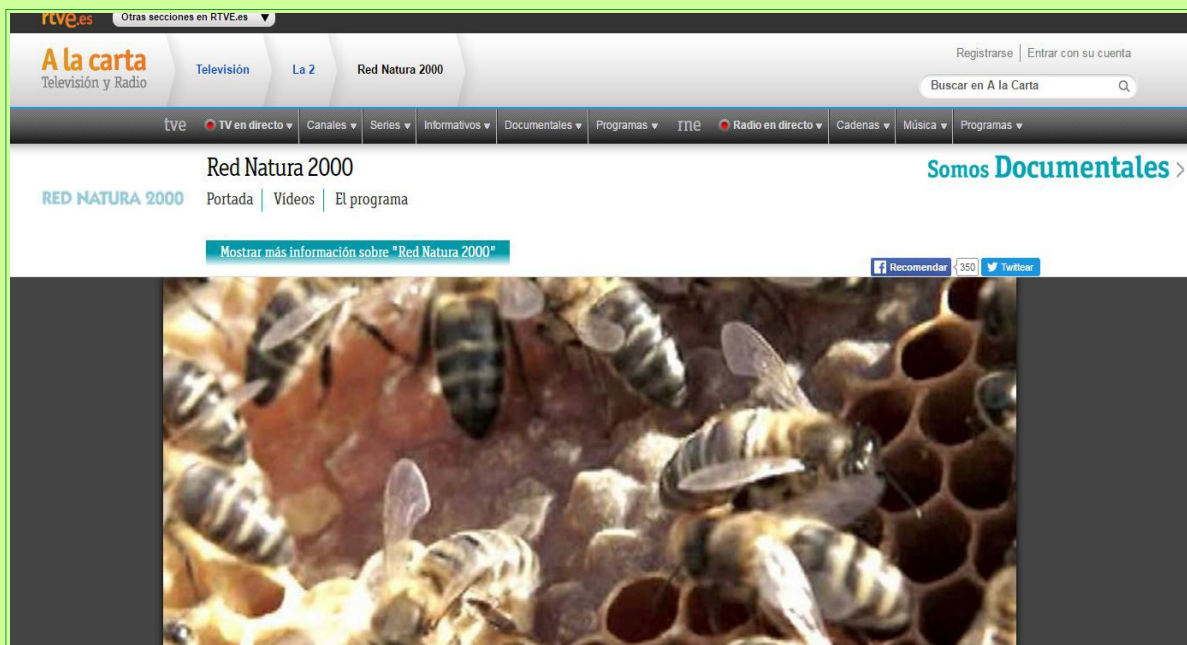 rtve.es Otras secciones en RTVE.es ▼
A la carta
Televisión y Radio
Televisión La 2 Red Natura 2000
Registrarse | Entrar con su cuenta
Buscar en A la Carta
tve TV en directo ▾ Canales ▾ Series ▾ Informativos ▾ Documentales ▾ Programas ▾ rne Radio en directo ▾ Cadenas ▾ Música ▾ Programas ▾
RED NATURA 2000
Red Natura 2000
Portada | Vídeos | El programa
Somos Documentales >
Mostrar más información sobre "Red Natura 2000"
Recomendar 350 Twittear